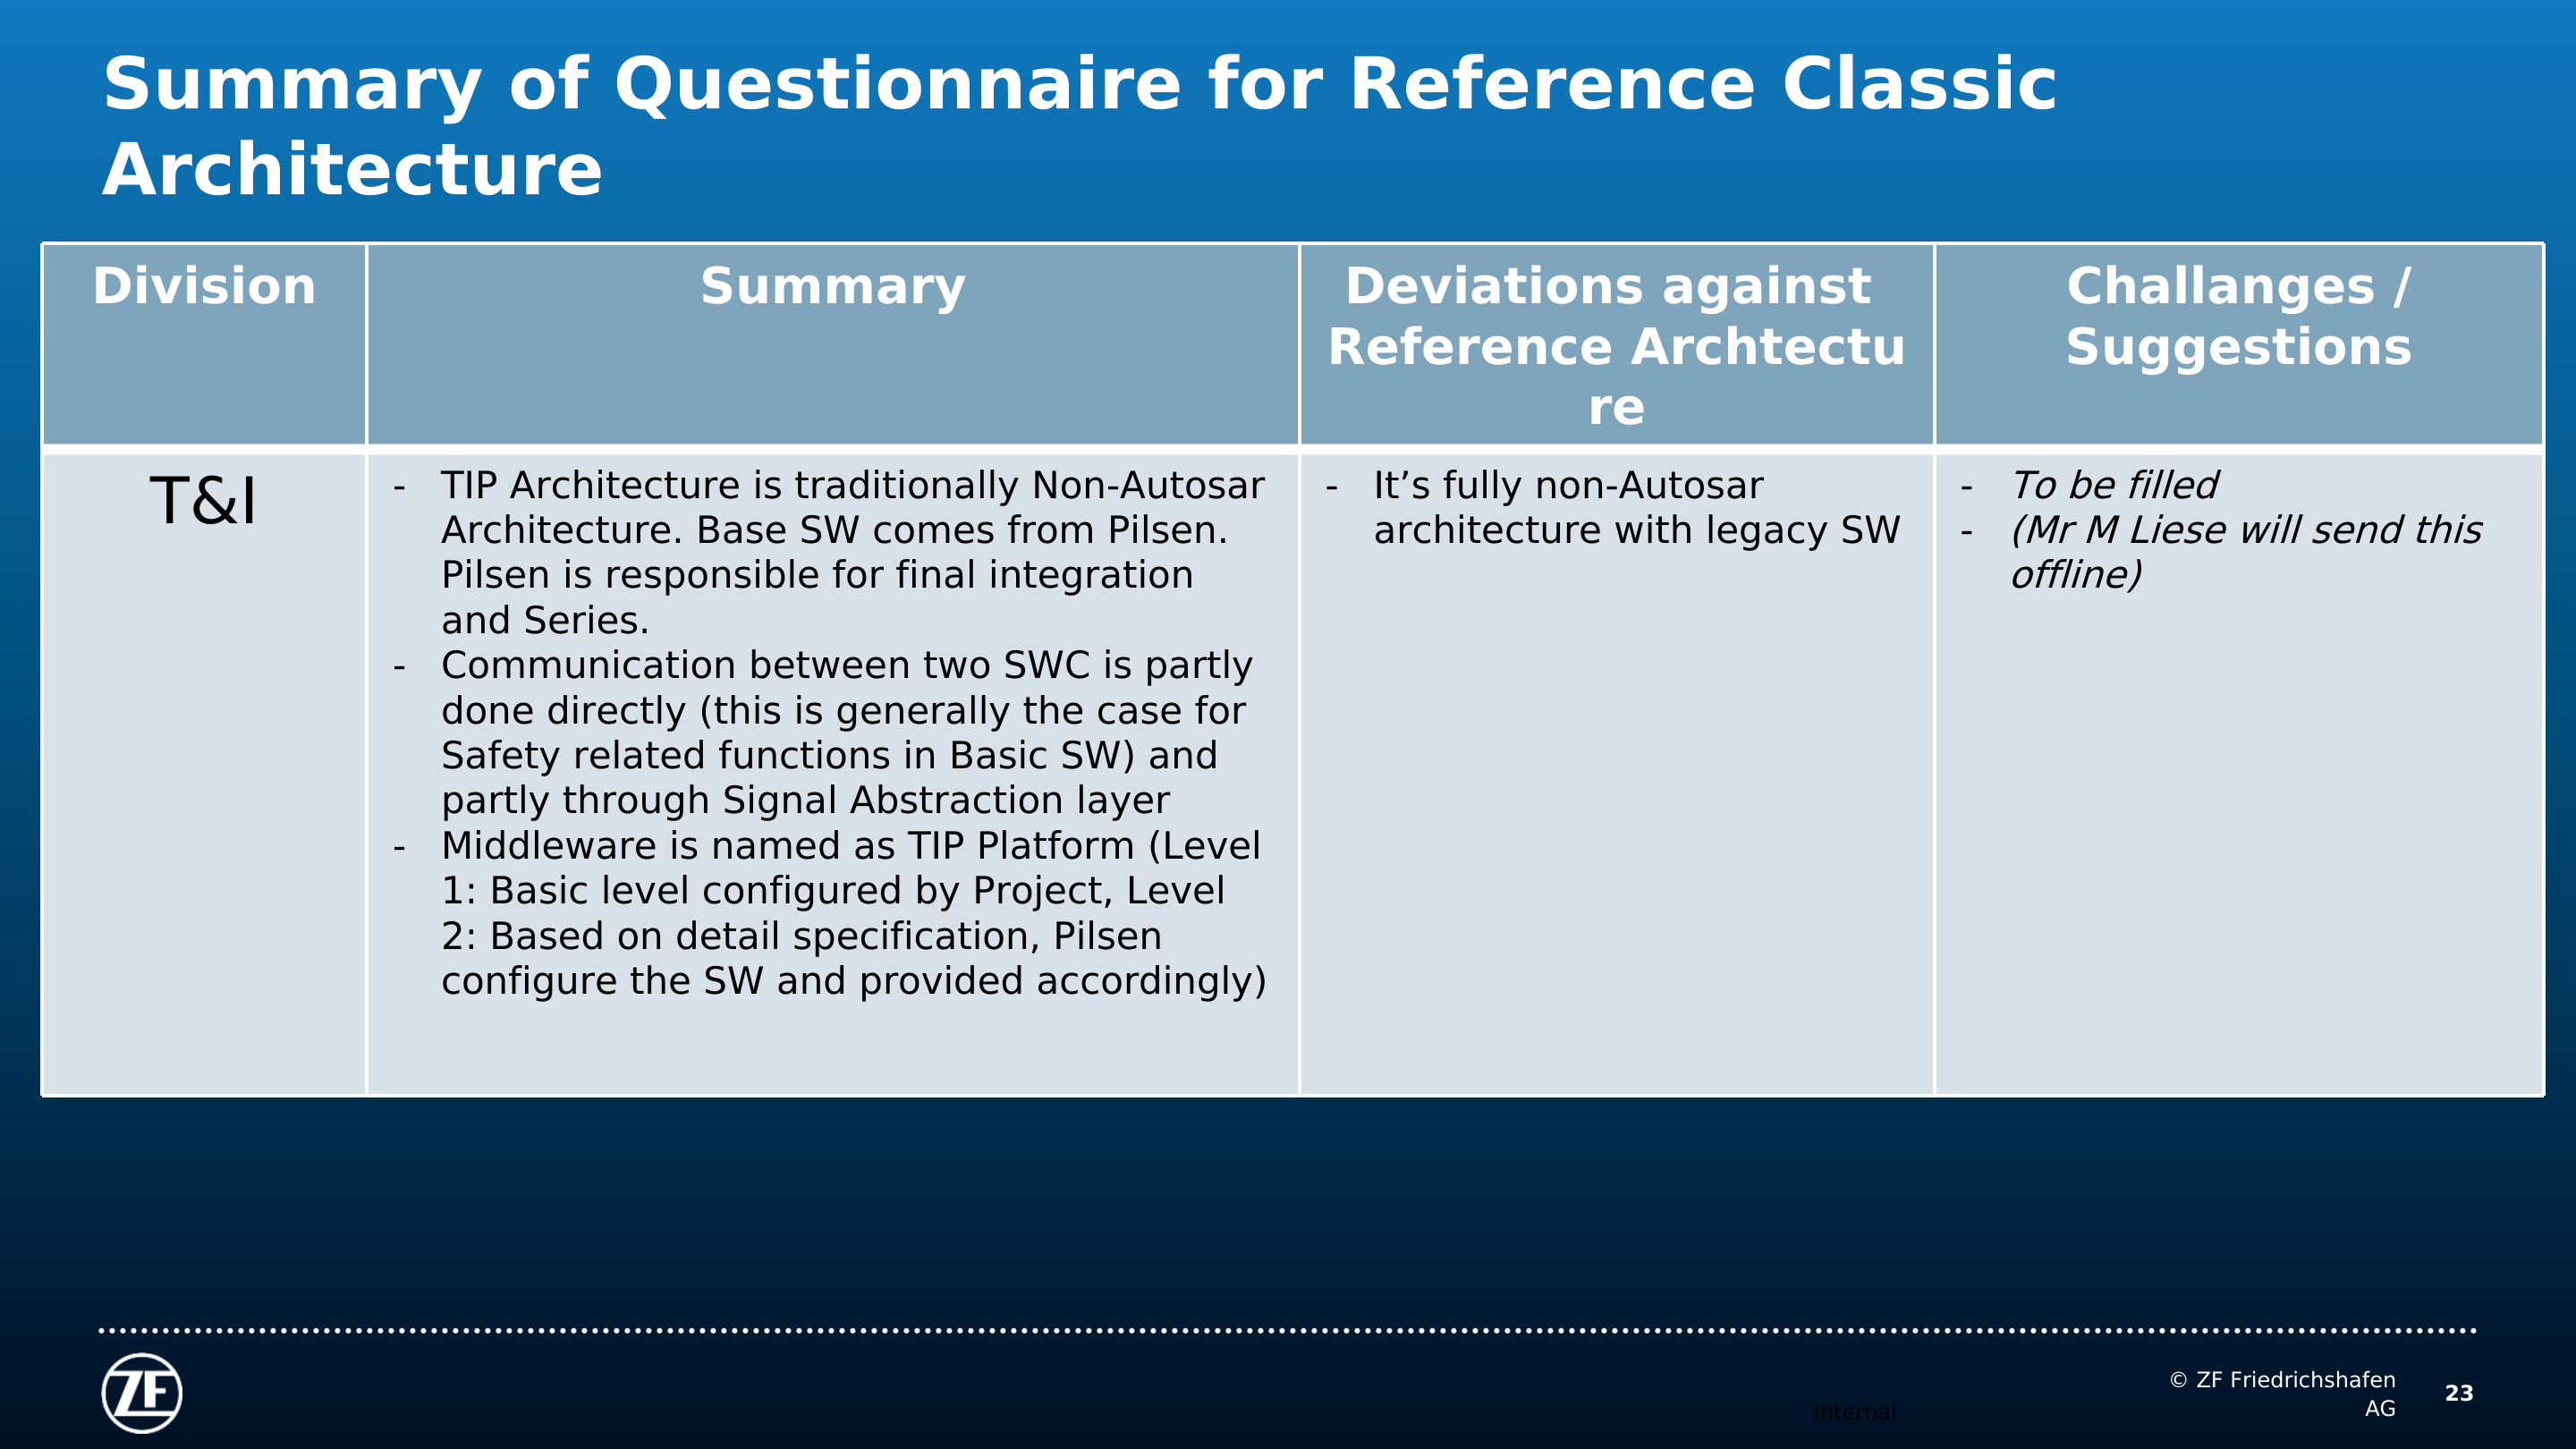 Summary of Questionnaire for Reference Classic
Architecture
Division
Summary
Deviations against
Reference Archtectu
re
Challanges /
Suggestions
T&I
- TIP Architecture is traditionally Non-Autosar
Architecture. Base SW comes from Pilsen.
Pilsen is responsible for final integration
and Series.
- Communication between two SWC is partly
done directly (this is generally the case for
Safety related functions in Basic SW) and
partly through Signal Abstraction layer
- Middleware is named as TIP Platform (Level
1: Basic level configured by Project, Level
2: Based on detail specification, Pilsen
configure the SW and provided accordingly)
- It’s fully non-Autosar
architecture with legacy SW
- To be filled
- (Mr M Liese will send this
offline)
ZF
Internal
© ZF Friedrichshafen
AG
23